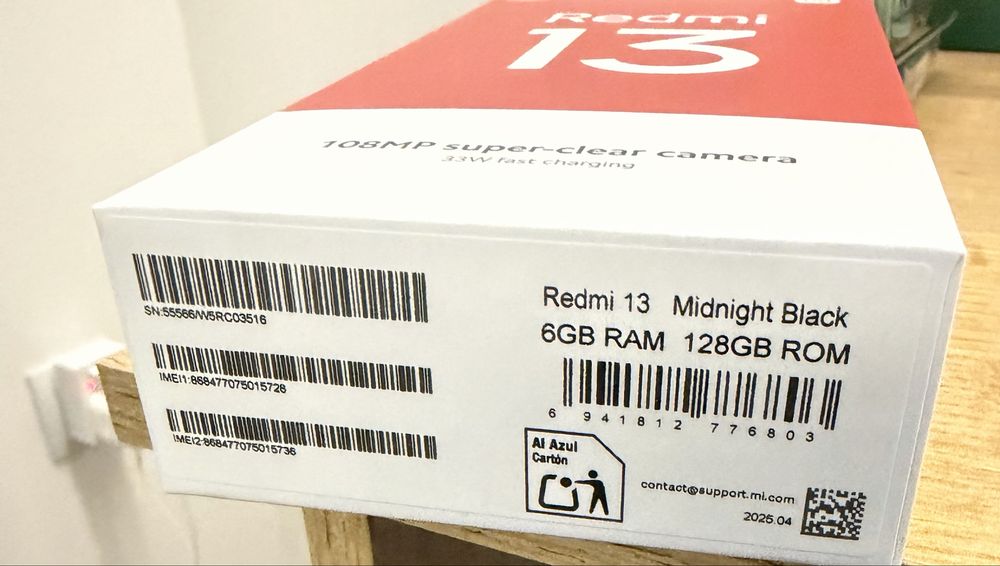 Redmi
13
108MP super-clear camera
33W fast charging
SN:55566/W5RC03516
IMEI1:868477075015728
IMEI2:868477075015736
Redmi 13 Midnight Black
6GB RAM 128GB ROM
6 941812 776803
Al Azul
Cartón
contact@support.mi.com
2025.04